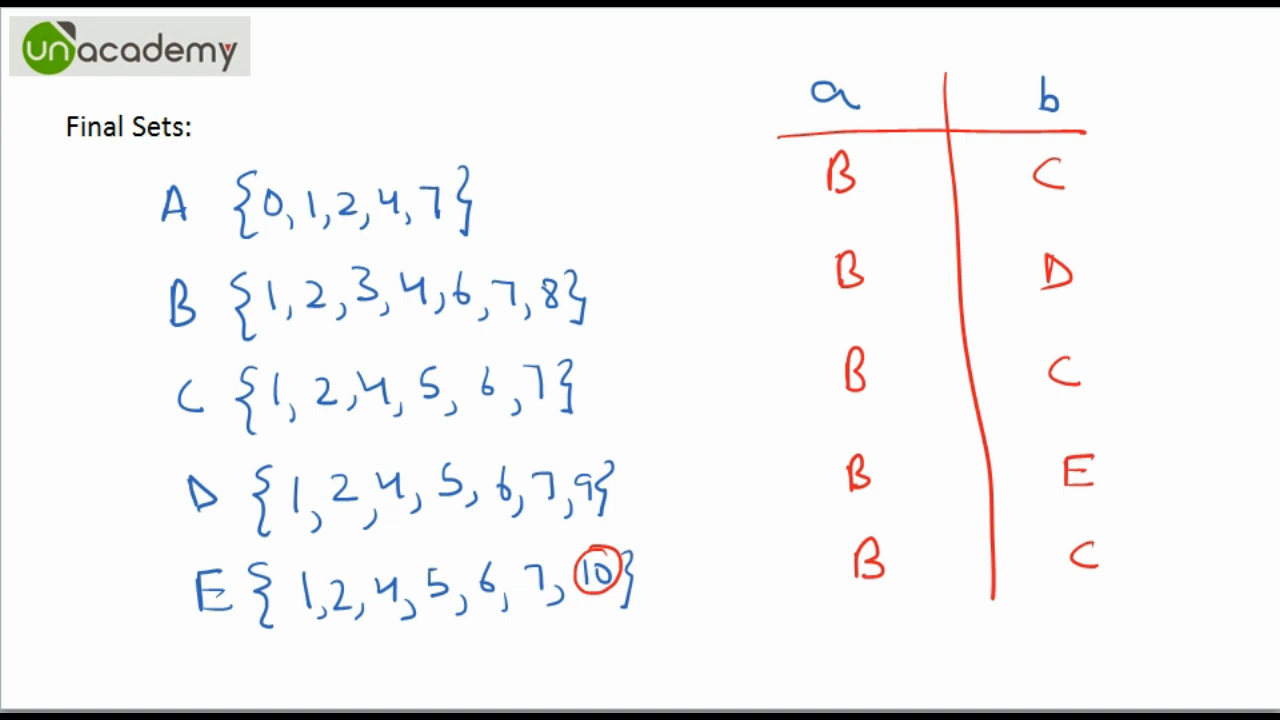 unacademy
a b
Final Sets:
B C
A {0, 1, 2, 4, 7}
B D
B {1, 2, 3, 4, 6, 7, 8}
B C
C {1, 2, 4, 5, 6, 7}
B E
D {1, 2, 4, 5, 6, 7, 9}
B C
E {1, 2, 4, 5, 6, 7, 10}